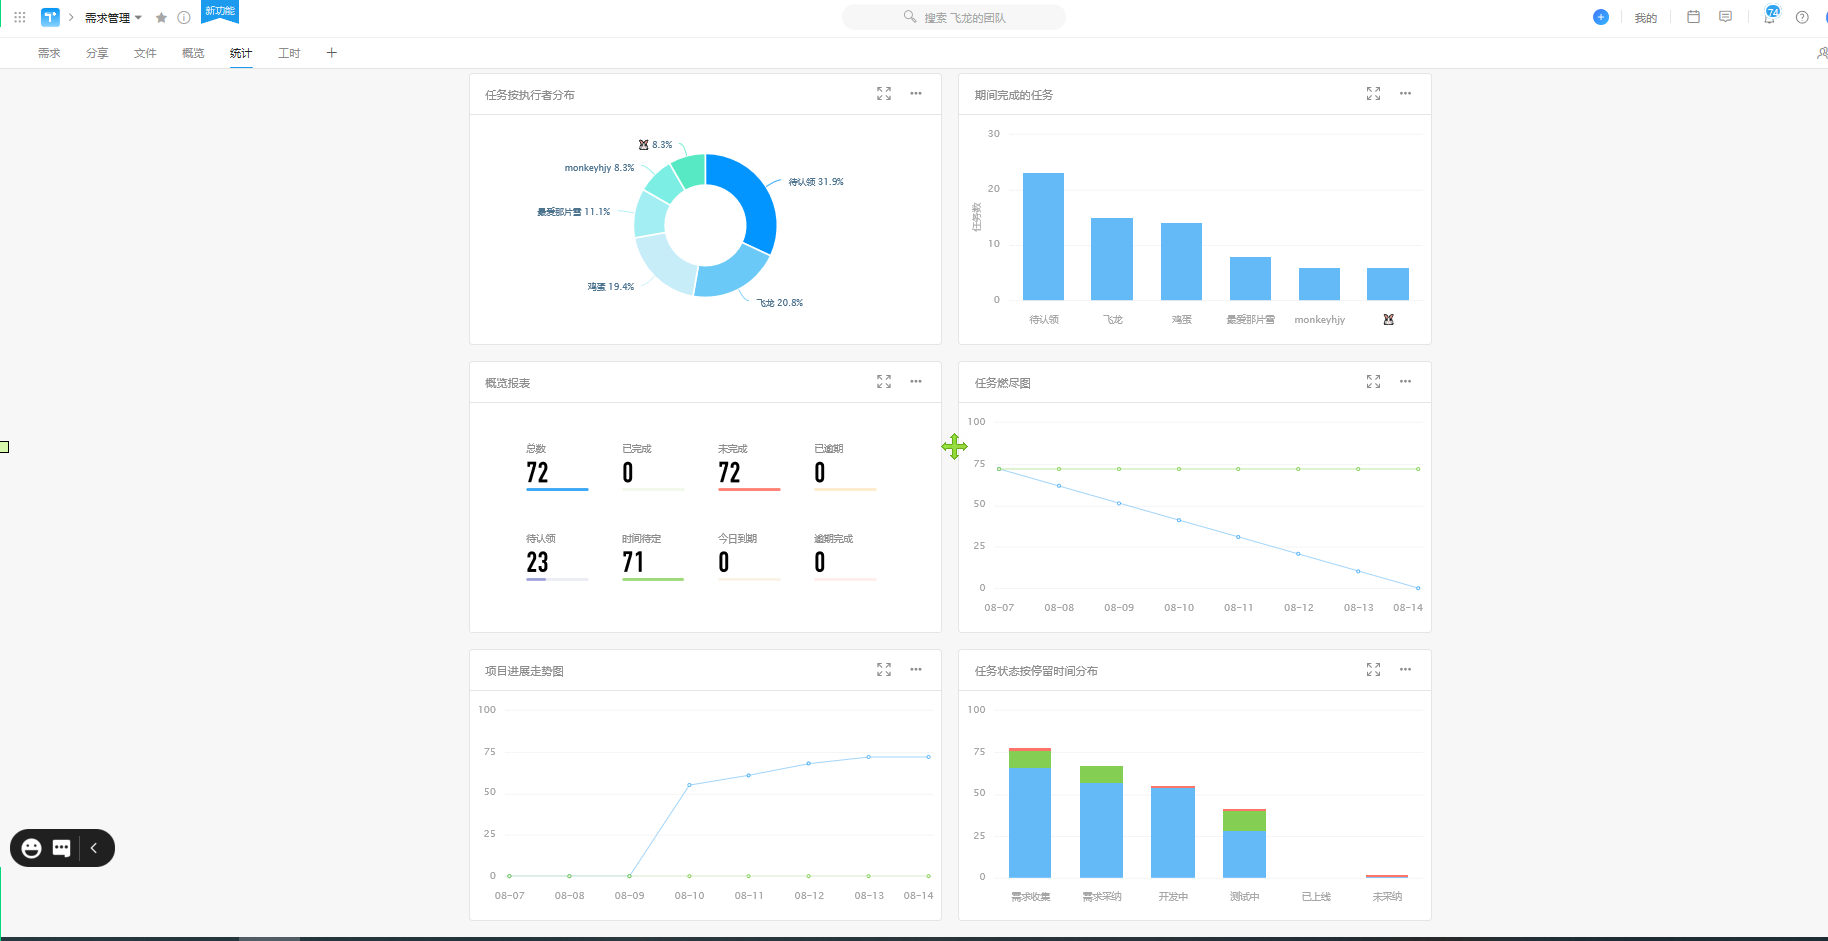 需求管理
新功能
搜索 飞龙的团队
我的
74
需求 分享 文件 概览 统计 工时
任务按执行者分布
8.3%
monkeyhjy 8.3%
待认领 31.9%
最爱那片雪 11.1%
鸡蛋 19.4%
飞龙 20.8%
期间完成的任务
30
20
10
0
任务数
待认领 飞龙 鸡蛋 最爱那片雪 monkeyhjy
概览报表
总数 已完成 未完成 已逾期
72 0 72 0
待认领 时间待定 今日到期 逾期完成
23 71 0 0
任务燃尽图
100
75
50
25
0
08-07 08-08 08-09 08-10 08-11 08-12 08-13 08-14
项目进展走势图
100
75
50
25
0
08-07 08-08 08-09 08-10 08-11 08-12 08-13 08-14
任务状态按停留时间分布
100
75
50
25
0
需求收集 需求采纳 开发中 测试中 已上线 未采纳